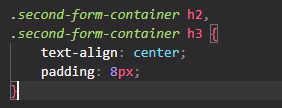 .second-form-container h2,
.second-form-container h3 {
    text-align: center;
    padding: 8px;
}